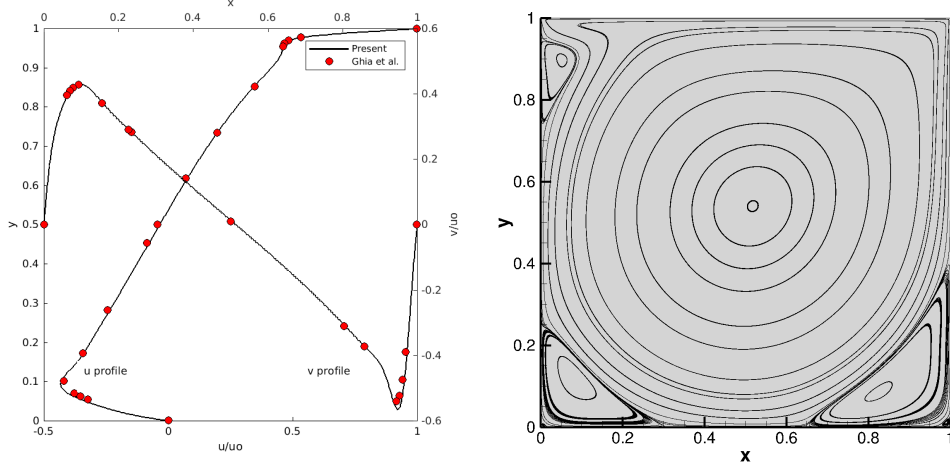 x
0 0.2 0.4 0.6 0.8 1
1 0.6
Present
Ghia et al.
0.9
0.8 0.4
0.7
0.2
0.6
y 0.5 0 v/uo
0.4
-0.2
0.3
0.2 -0.4
u profile v profile
0.1
0 -0.6
-0.5 0 0.5 1
u/uo
1
0.8
0.6
y
0.4
0.2
0
0 0.2 0.4 0.6 0.8 1
x